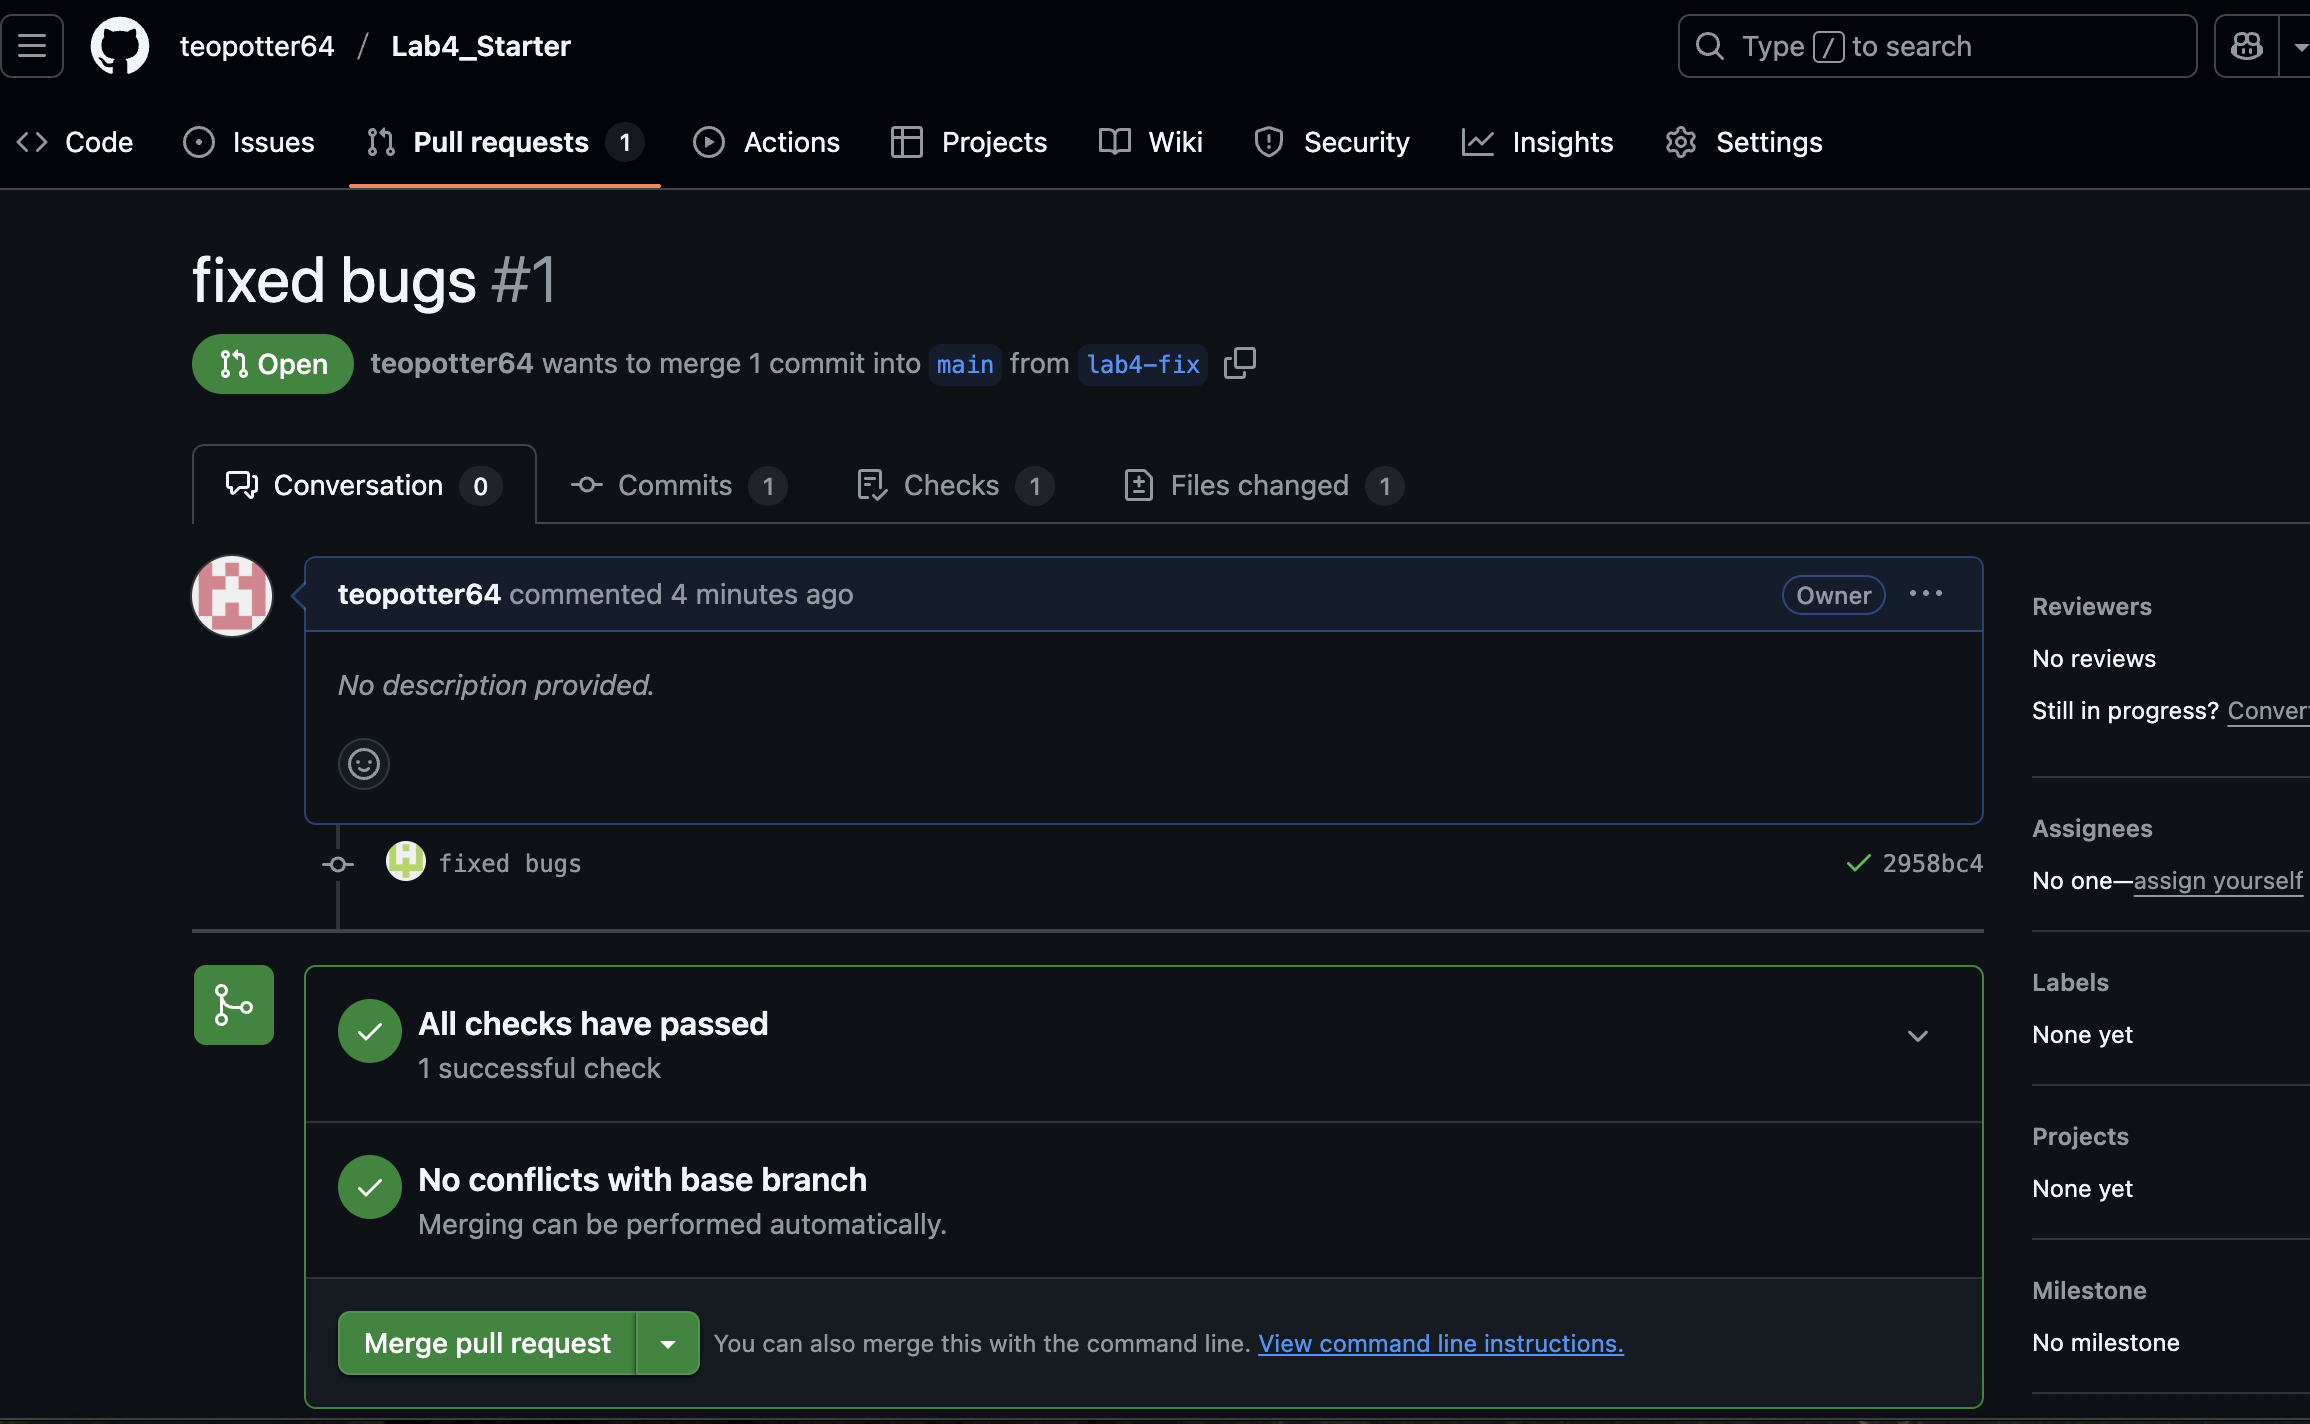 teopotter64 / Lab4_Starter
Type / to search
Code Issues Pull requests 1 Actions Projects Wiki Security Insights Settings
fixed bugs #1
Open teopotter64 wants to merge 1 commit into main from lab4-fix
Conversation 0 Commits 1 Checks 1 Files changed 1
teopotter64 commented 4 minutes ago Owner
No description provided.
fixed bugs 2958bc4
All checks have passed
1 successful check
No conflicts with base branch
Merging can be performed automatically.
Merge pull request You can also merge this with the command line. View command line instructions.
Reviewers
No reviews
Still in progress? Conver
Assignees
No one—assign yourself
Labels
None yet
Projects
None yet
Milestone
No milestone